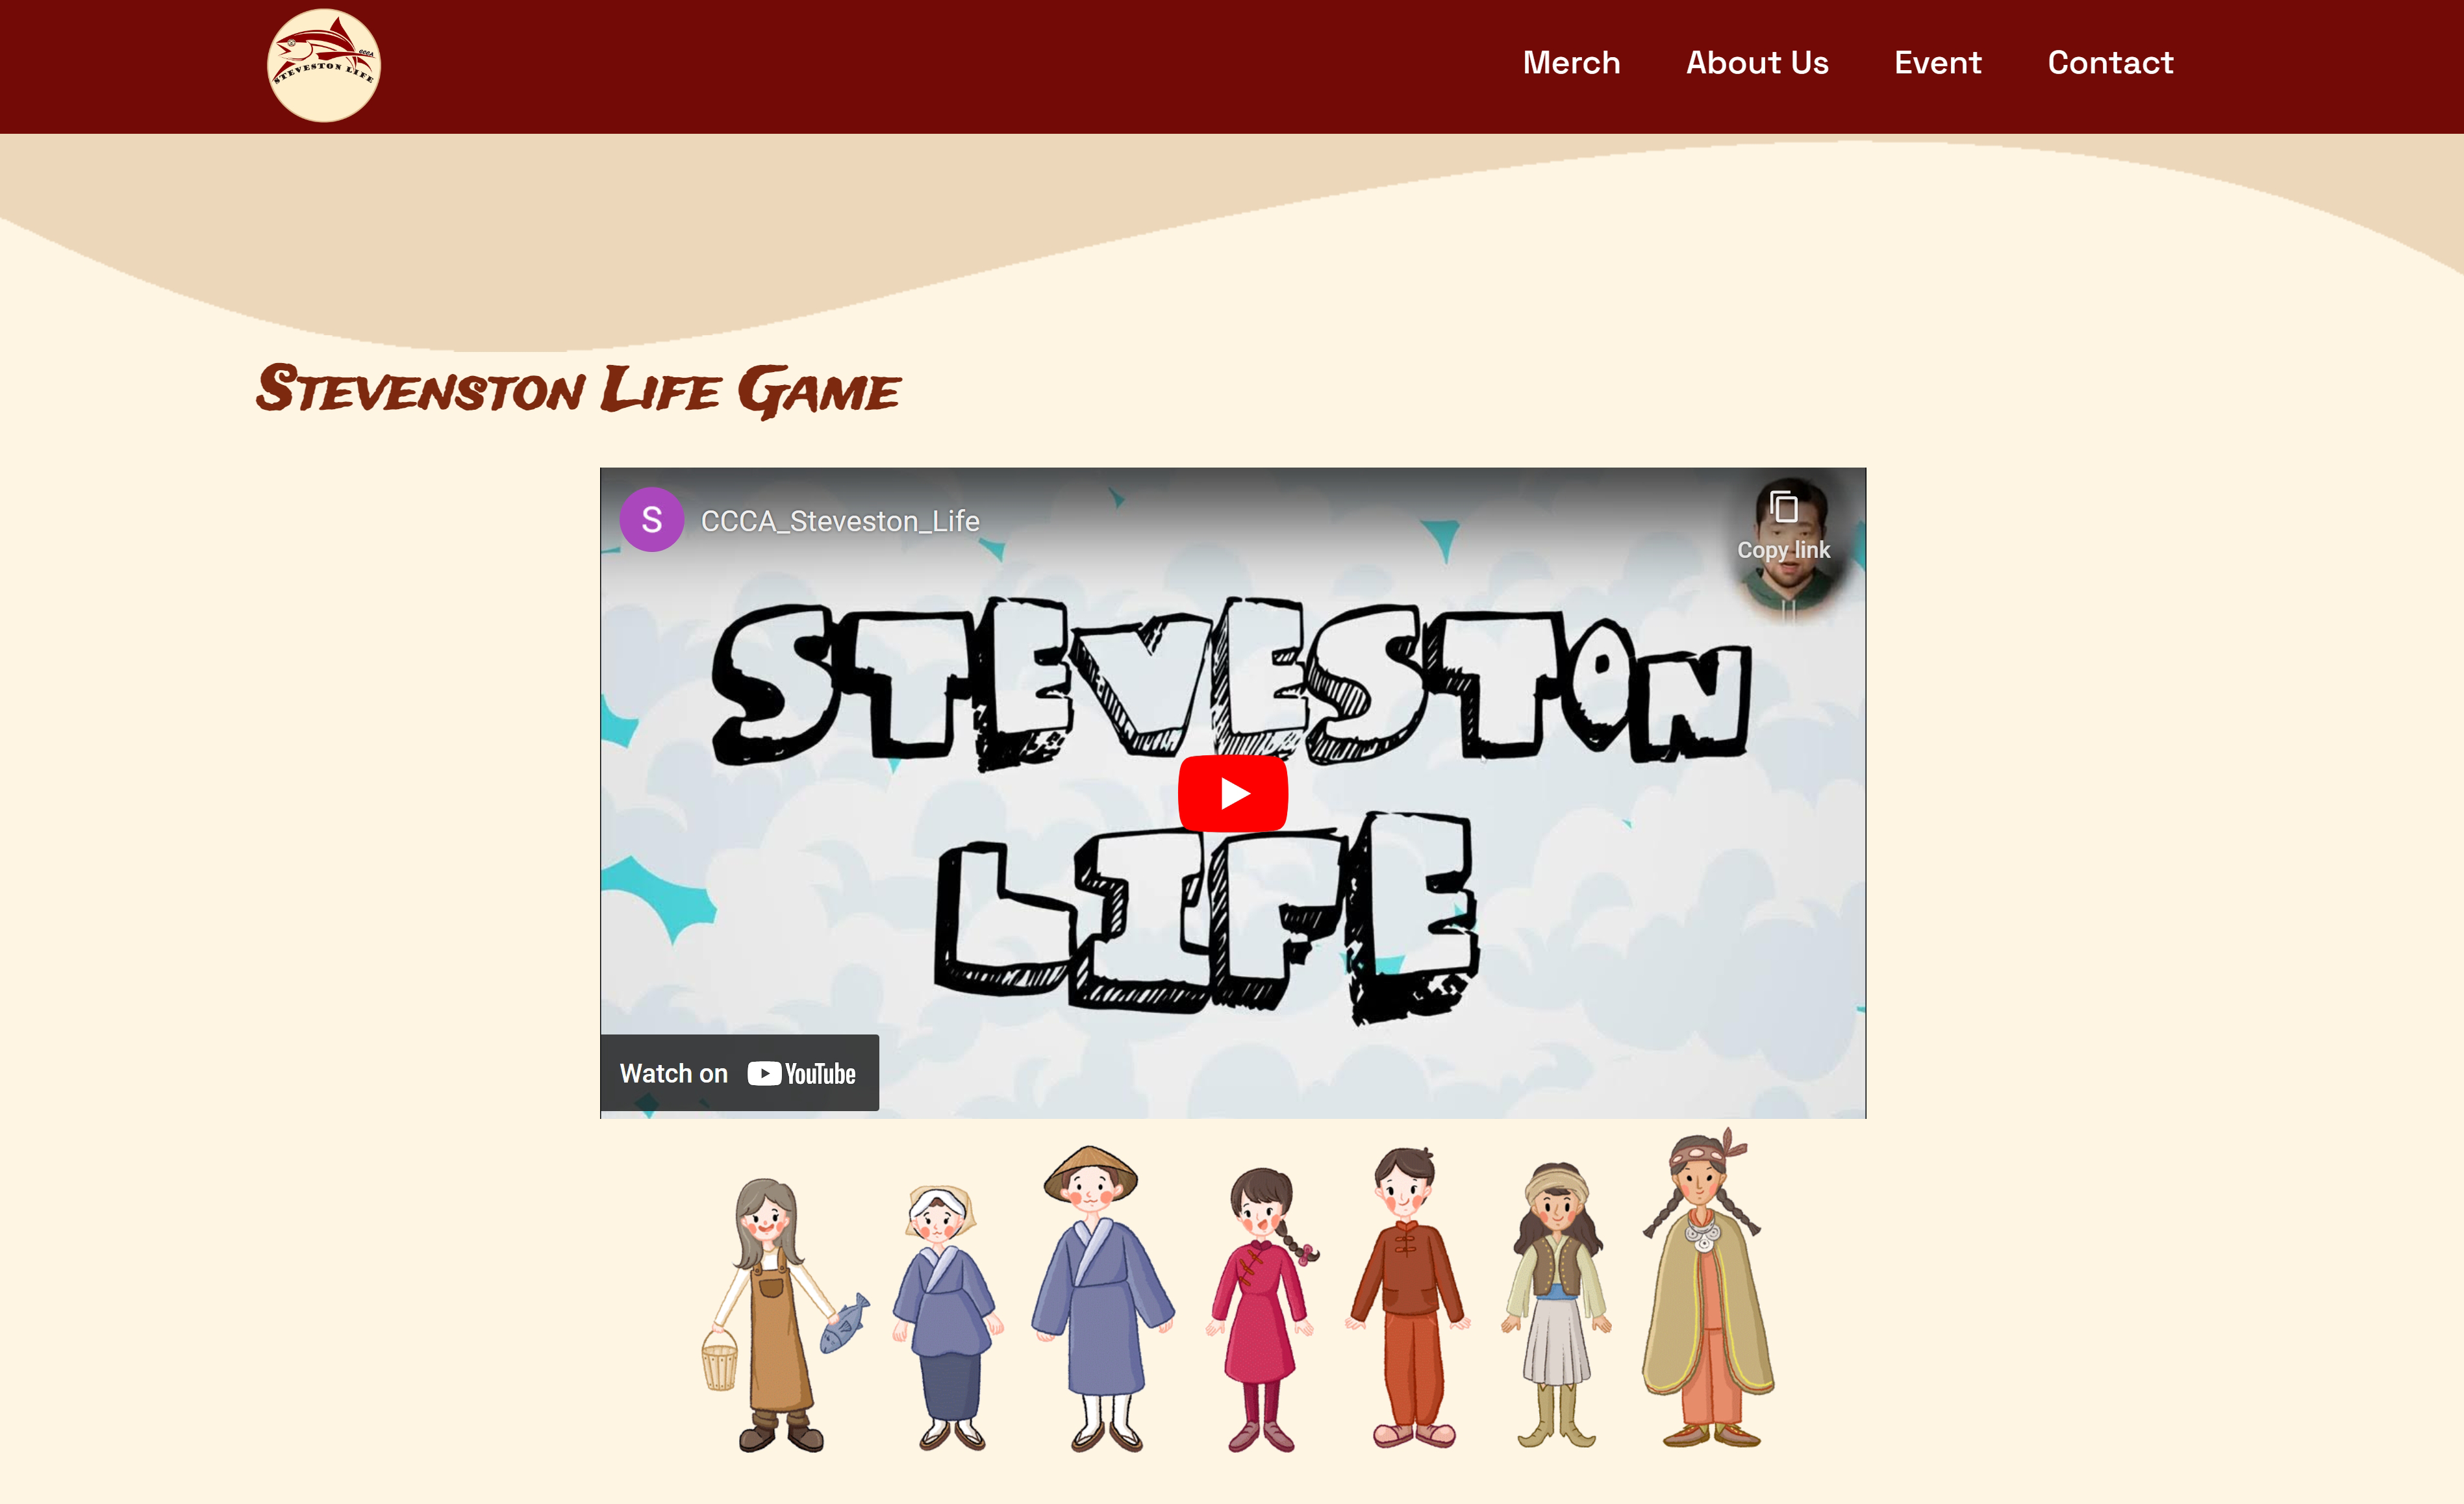 CCCA
STEVESTON LIFE
Merch About Us Event Contact
Stevenston Life Game
S CCCA_Steveston_Life
Copy link
STEVESTON
LIFE
Watch on YouTube